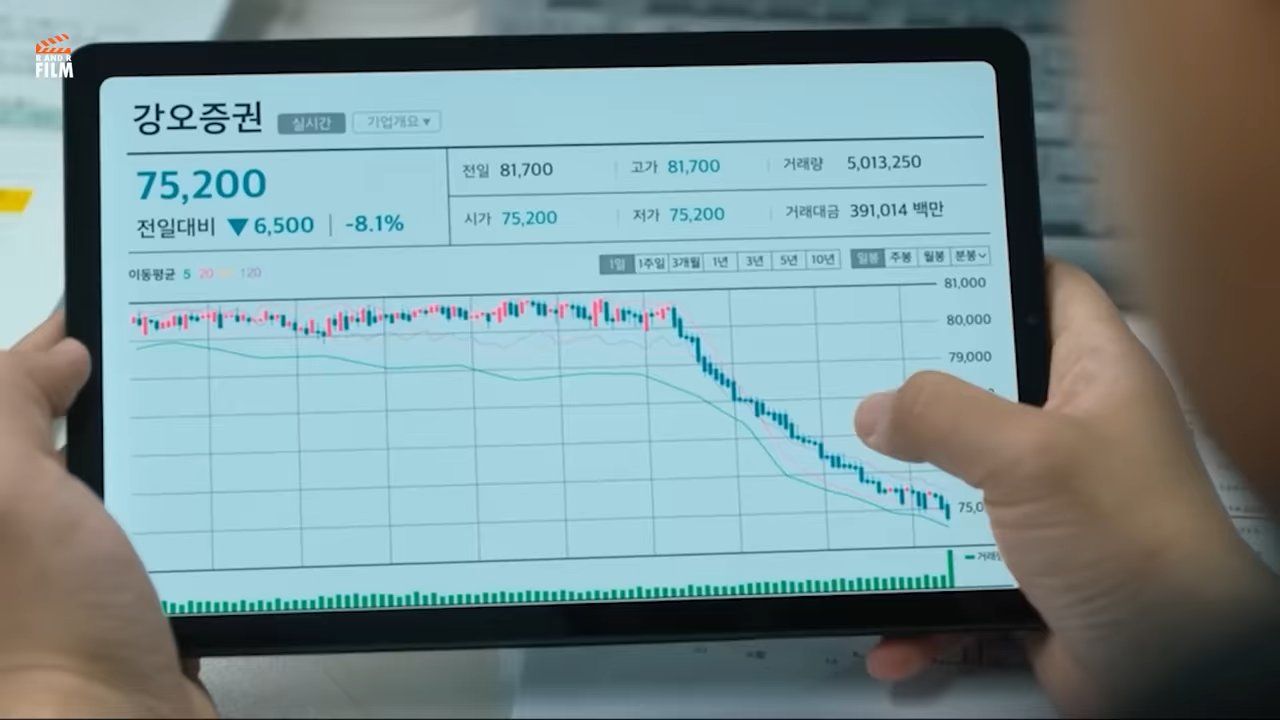 R AND R
FILM
강오증권 실시간 기업개요 ▼
75,200
전일대비 ▼ 6,500 | -8.1%
전일 81,700 | 고가 81,700 | 거래량 5,013,250
시가 75,200 | 저가 75,200 | 거래대금 391,014 백만
이동평균 5 20 120
1일 1주일 3개월 1년 3년 5년 10년 일봉 주봉 월봉 분봉
81,000
80,000
79,000
75,0